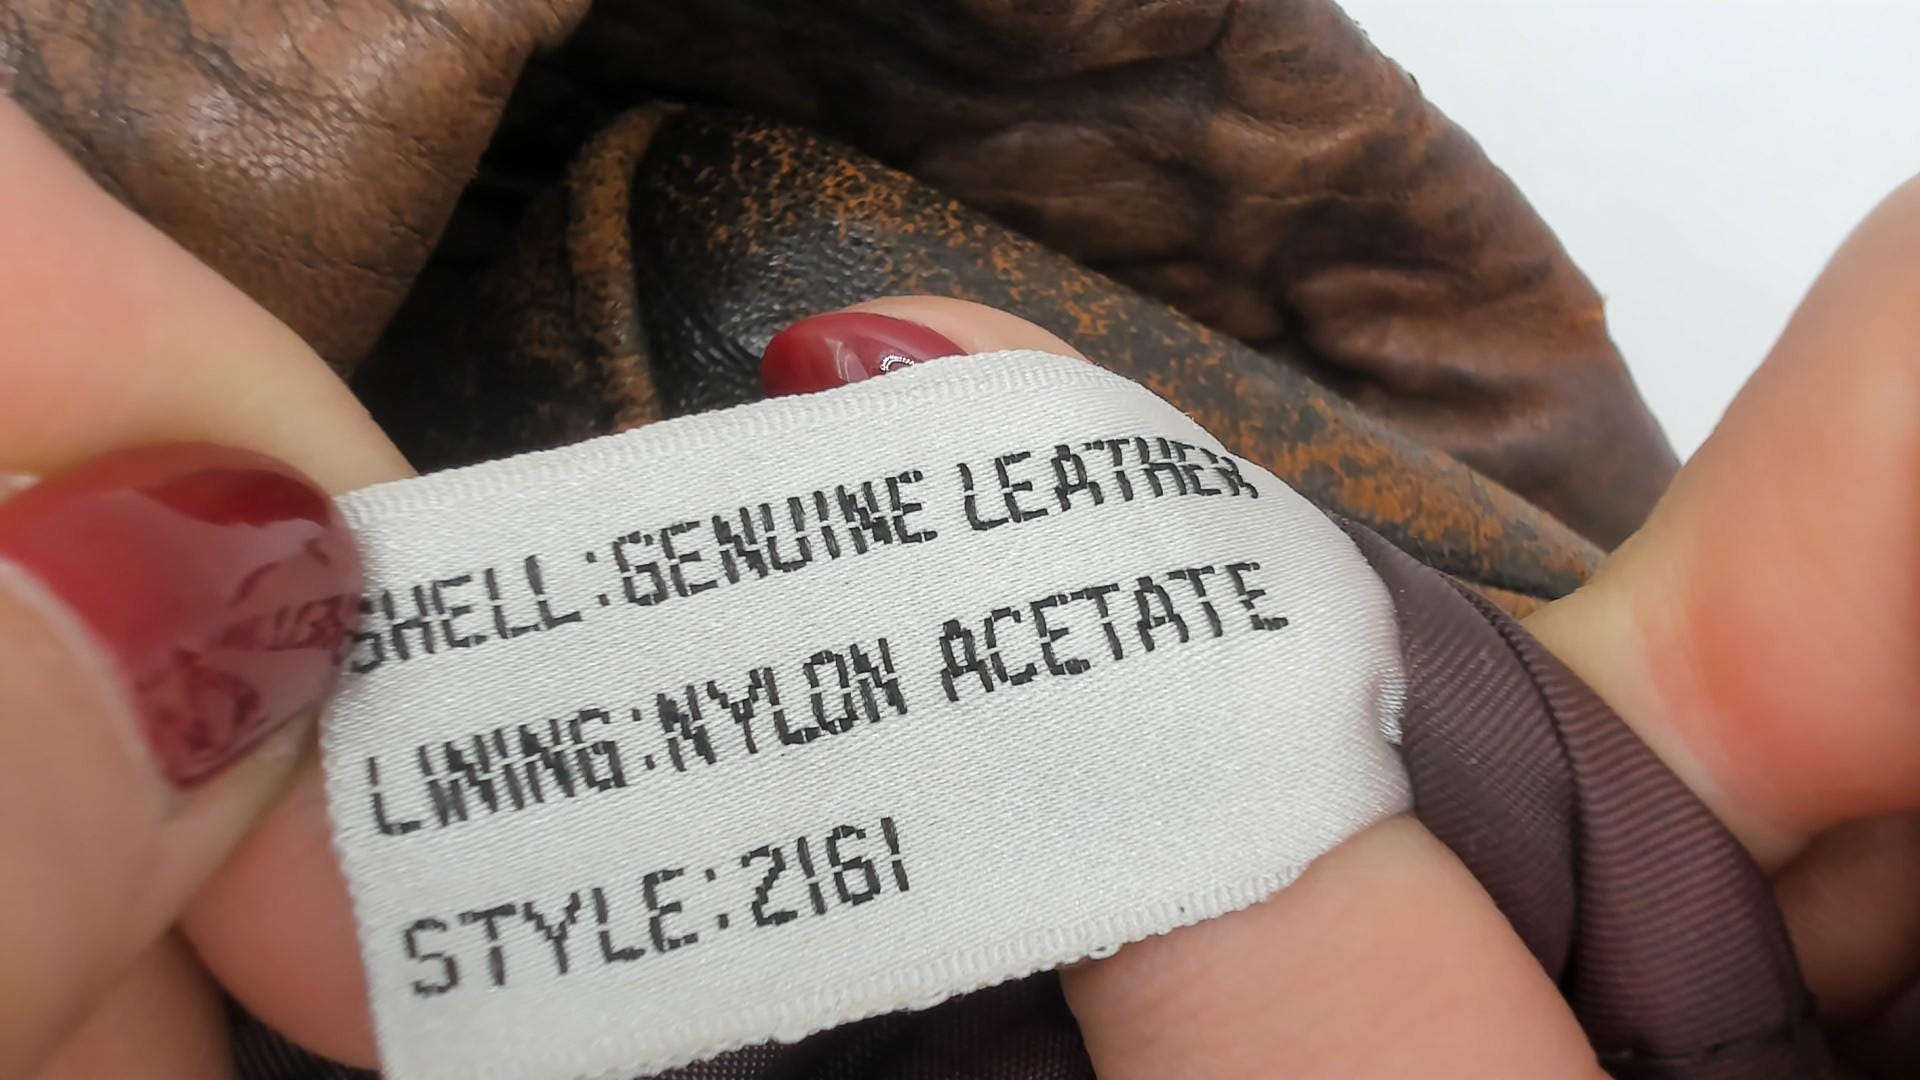 SHELL:GENUINE LEATHER
LINING:NYLON ACETATE
STYLE:2161